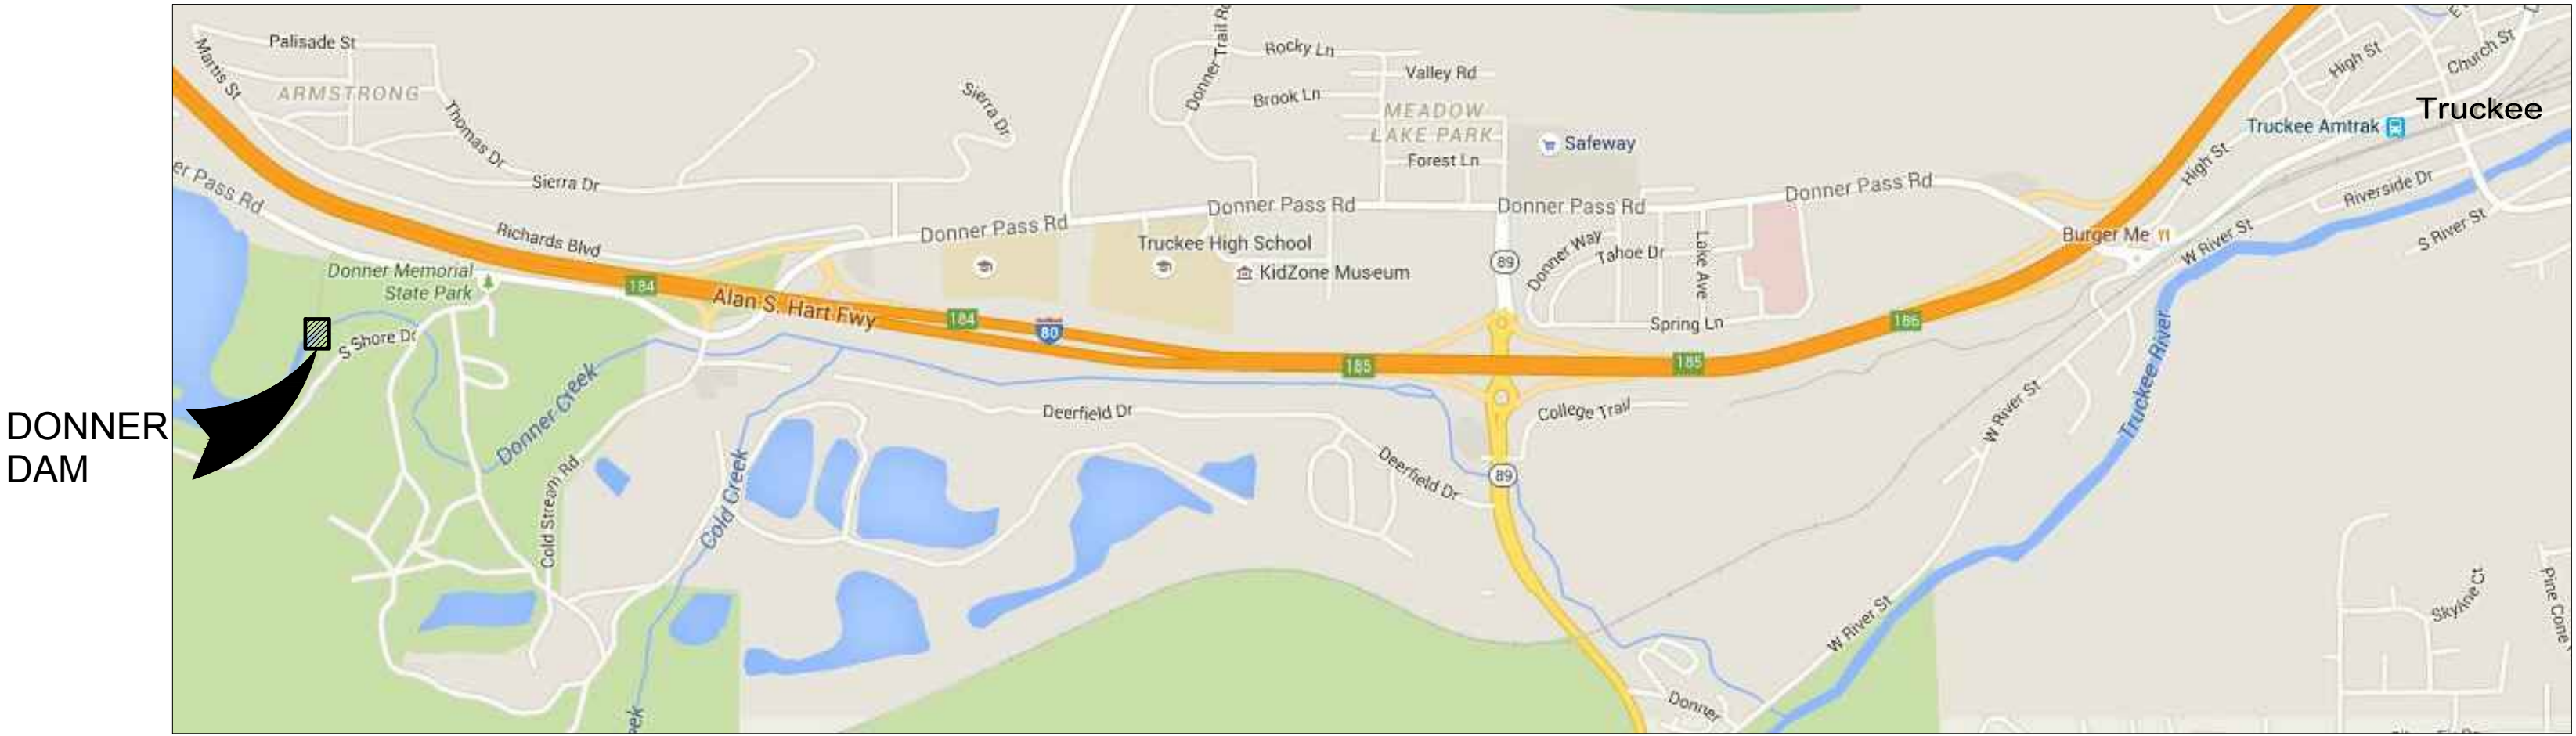 Palisade St
Martis St
ARMSTRONG
Thomas Dr
Sierra Dr
Sierra Dr
er Pass Rd
Richards Blvd
Donner Trail Rd
Rocky Ln
Valley Rd
Brook Ln
MEADOW
LAKE PARK
Forest Ln
Safeway
High St
Church St
Truckee
Truckee Amtrak
High St
Riverside Dr
S River St
W River St
Burger Me
Donner Pass Rd
Donner Pass Rd
Donner Pass Rd
Donner Pass Rd
Truckee High School
KidZone Museum
89
Donner Way
Tahoe Dr
Lake Ave
Spring Ln
Donner Memorial
State Park
184
Alan S. Hart Fwy
184
80
185
185
186
S Shore Dr
DONNER
DAM
Donner Creek
Cold Stream Rd
Cold Creek
Deerfield Dr
Deerfield Dr
College Trail
89
W River St
Truckee River
W River St
Donner
Skyline Ct
Pine Cone
eek